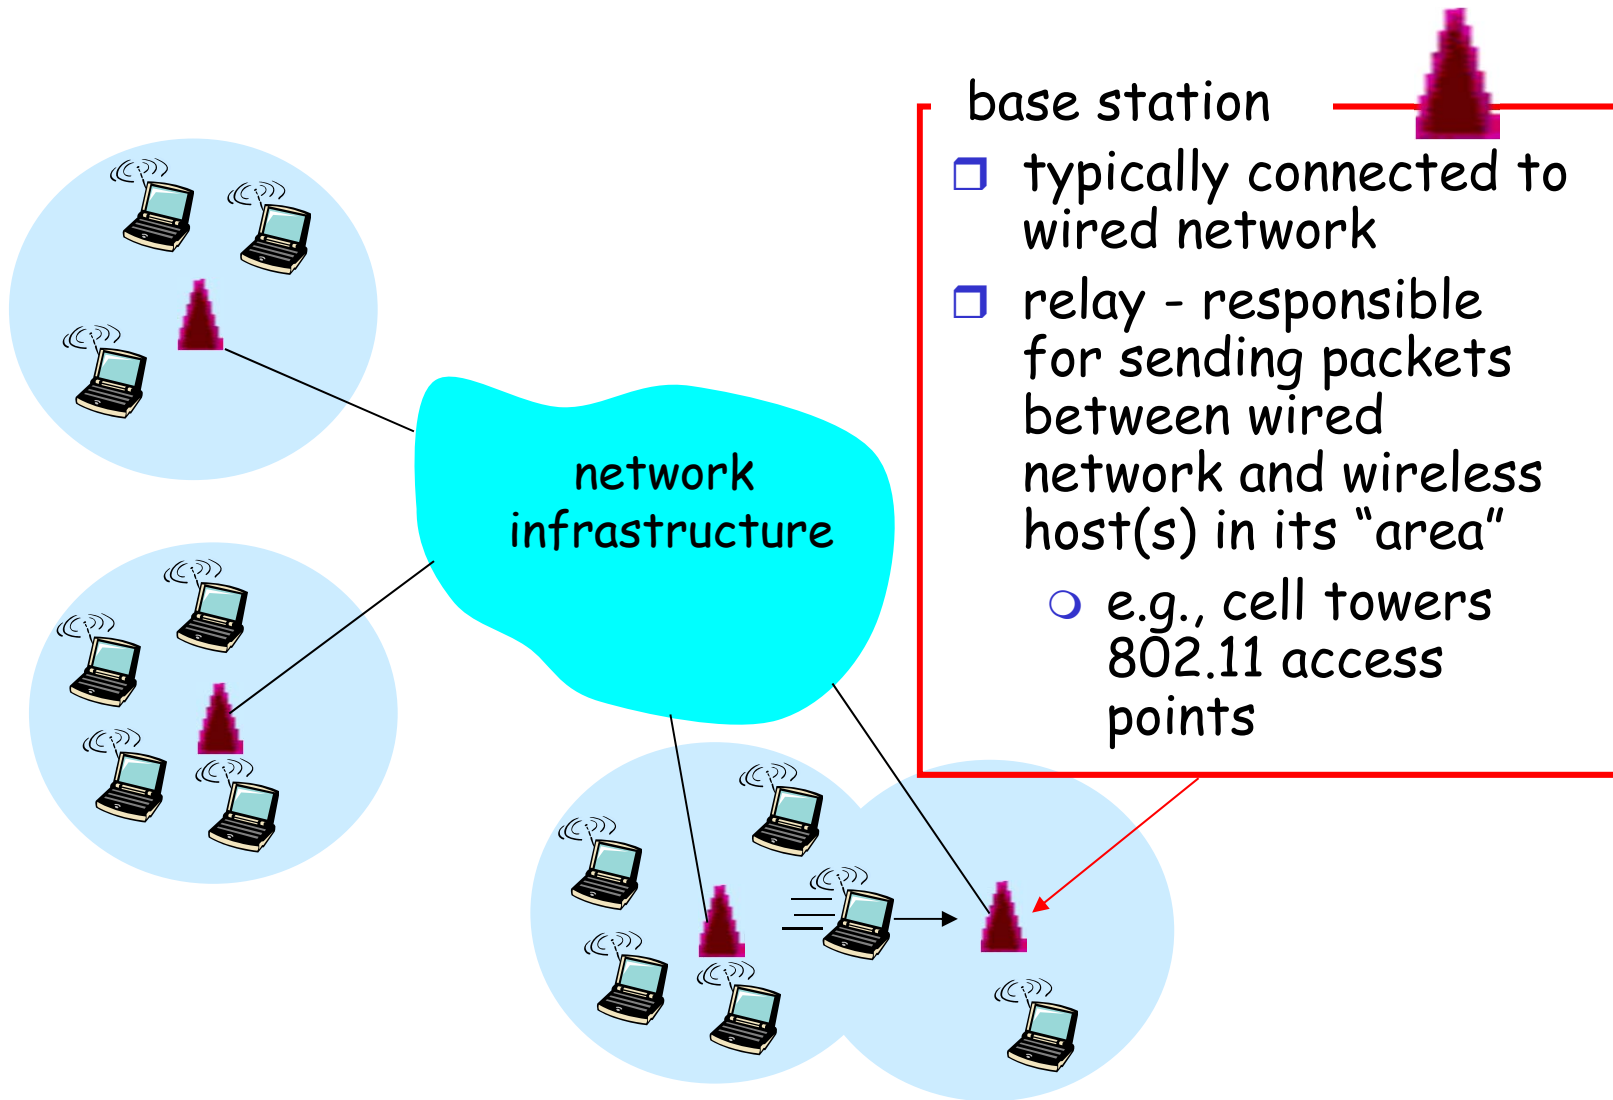 base station
typically connected to
wired network
relay - responsible
for sending packets
between wired
network and wireless
host(s) in its “area”
e.g., cell towers
802.11 access
points
network
infrastructure